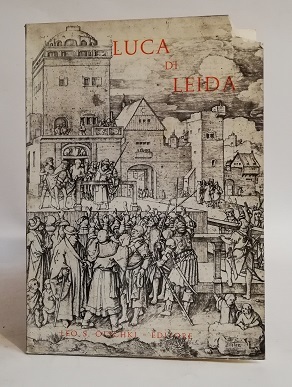 LUCA
DI
LEIDA
LEO S. OLSCHKI - EDITORE